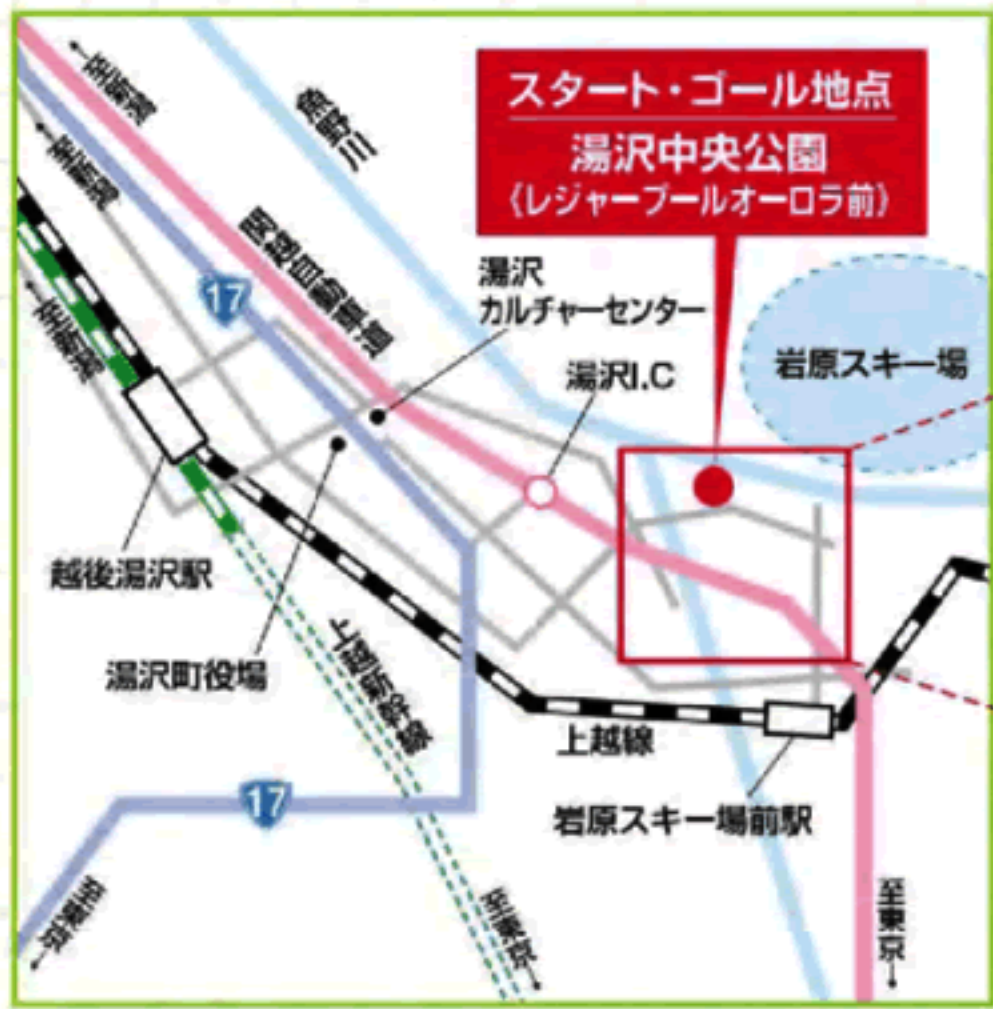 至新潟
魚野川
スタート・ゴール地点
湯沢中央公園
《レジャープールオーロラ前》
至新潟
関越自動車道
17
湯沢
カルチャーセンター
至新潟
湯沢I.C
岩原スキー場
越後湯沢駅
湯沢町役場
上越新幹線
上越線
17
岩原スキー場前駅
至東京
至東京